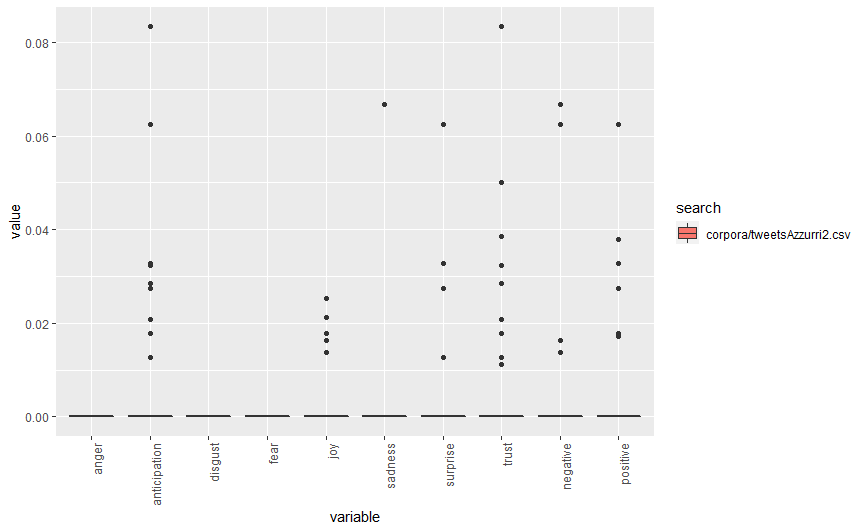 0.08
0.06
0.04
0.02
0.00
value
anger
anticipation
disgust
fear
joy
sadness
surprise
trust
negative
positive
variable
search
corpora/tweetsAzzurri2.csv